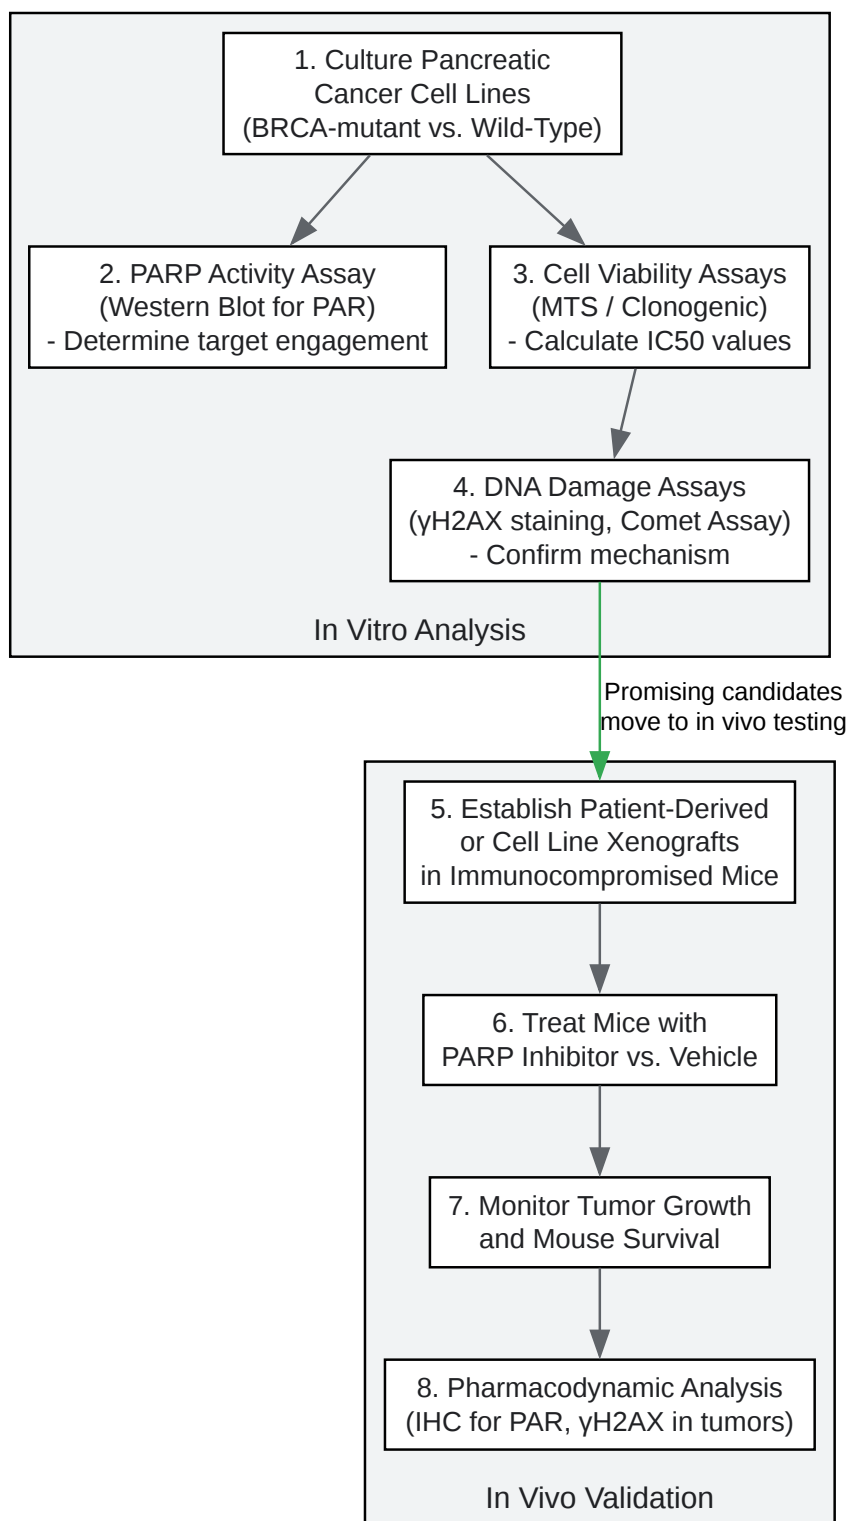 1. Culture Pancreatic
Cancer Cell Lines
(BRCA-mutant vs. Wild-Type)
2. PARP Activity Assay
(Western Blot for PAR)
- Determine target engagement
3. Cell Viability Assays
(MTS / Clonogenic)
- Calculate IC50 values
4. DNA Damage Assays
(γH2AX staining, Comet Assay)
- Confirm mechanism
In Vitro Analysis
Promising candidates
move to in vivo testing
5. Establish Patient-Derived
or Cell Line Xenografts
in Immunocompromised Mice
6. Treat Mice with
PARP Inhibitor vs. Vehicle
7. Monitor Tumor Growth
and Mouse Survival
8. Pharmacodynamic Analysis
(IHC for PAR, γH2AX in tumors)
In Vivo Validation